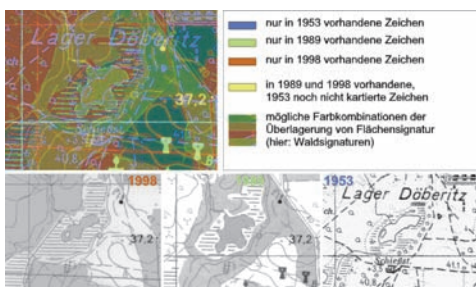 Lager Döberitz
37,2
nur in 1953 vorhandene Zeichen
nur in 1989 vorhandene Zeichen
nur in 1998 vorhandene Zeichen
in 1989 und 1998 vorhandene,
1953 noch nicht kartierte Zeichen
mögliche Farbkombinationen der
Überlagerung von Flächensignatur
(hier: Waldsignaturen)
1998
37,2
37,2
1953
Lager Döberitz